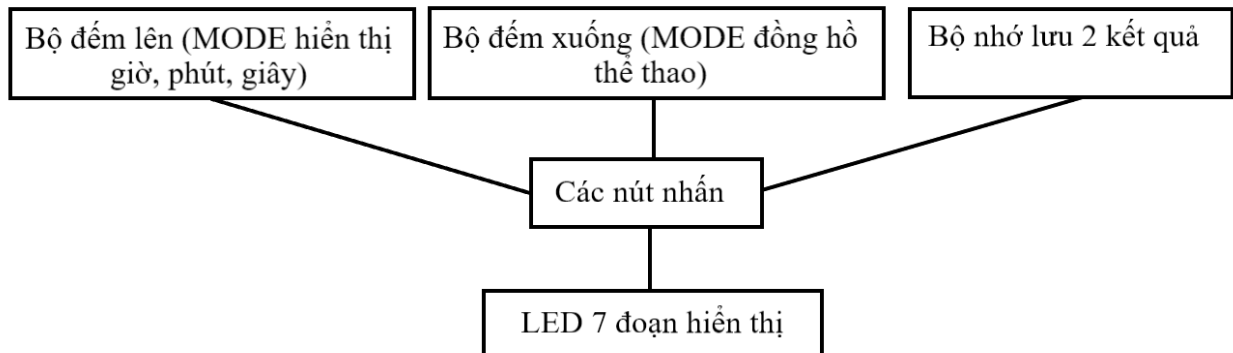 Bộ đếm lên (MODE hiển thị
giờ, phút, giây)
Bộ đếm xuống (MODE đồng hồ
thể thao)
Bộ nhớ lưu 2 kết quả
Các nút nhấn
LED 7 đoạn hiển thị